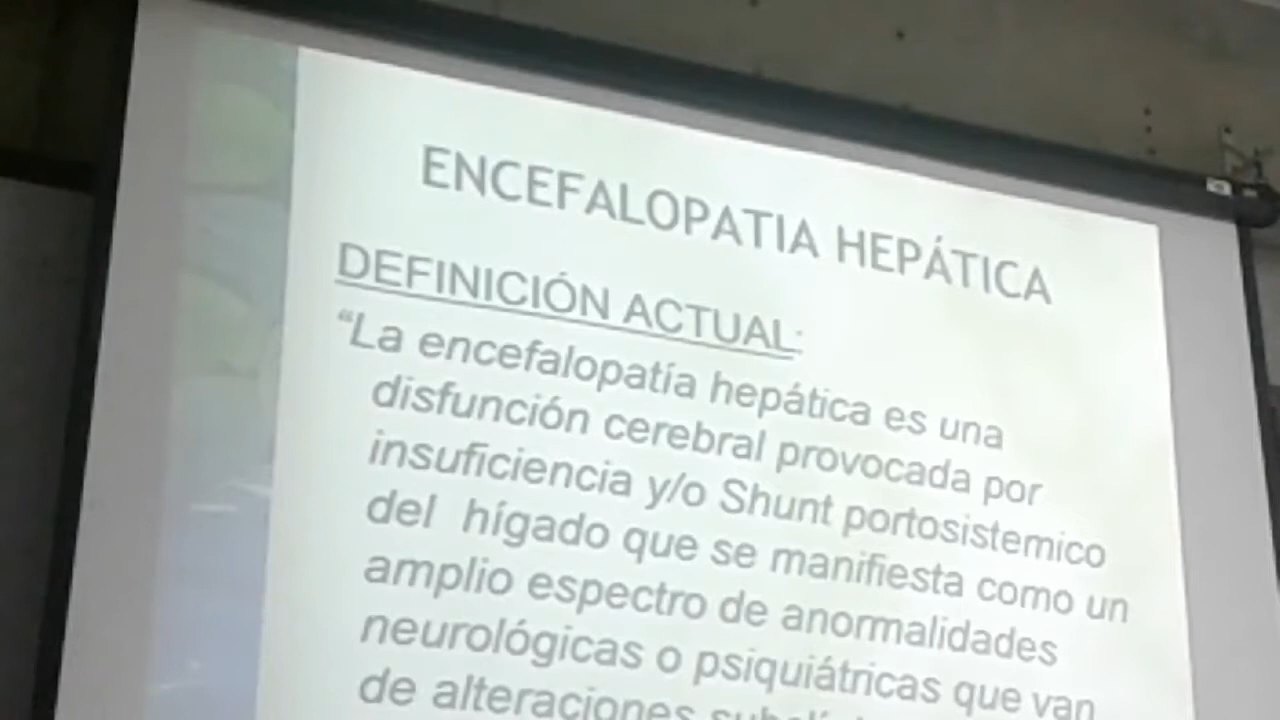 ENCEFALOPATIA HEPÁTICA
DEFINICIÓN ACTUAL:
“La encefalopatía hepática es una
disfunción cerebral provocada por
insuficiencia y/o Shunt portosistemico
del hígado que se manifiesta como un
amplio espectro de anormalidades
neurológicas o psiquiátricas que van
de alteraciones